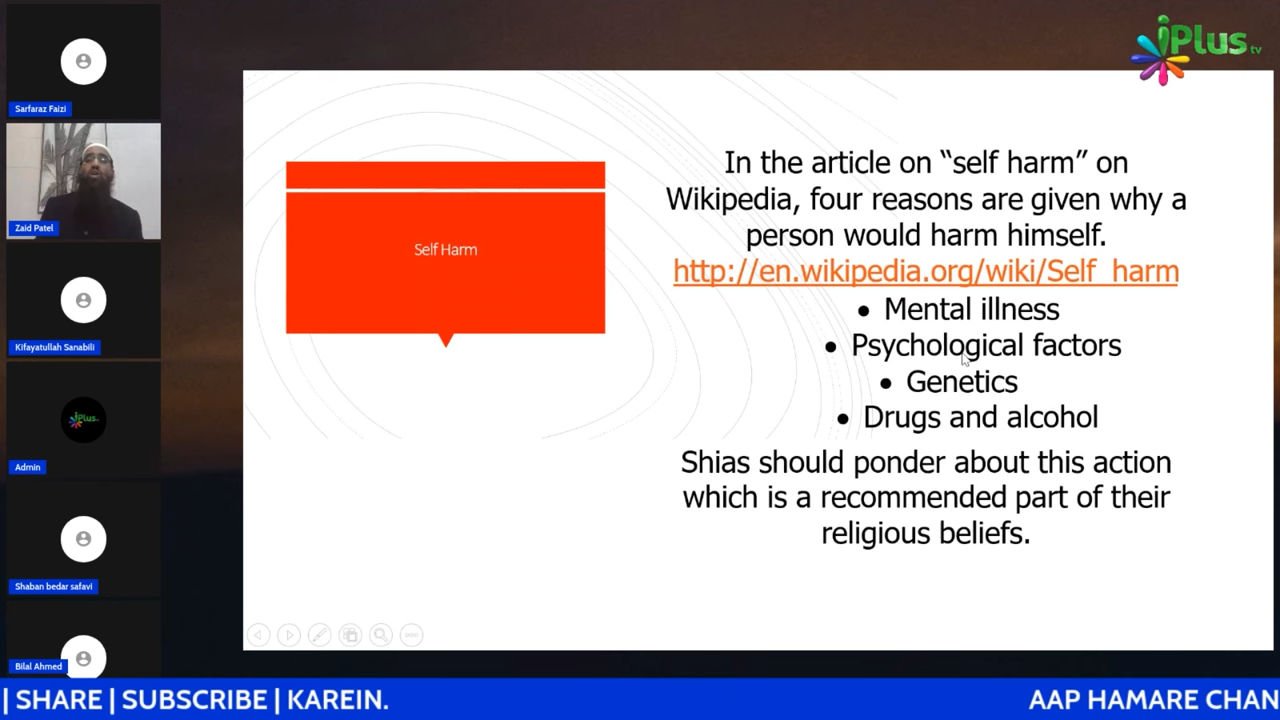 iPlus tv
Sarfaraz Faizi
Zaid Patel
Kifayatullah Sanabili
iPlus
Admin
Shaban bedar safavi
Bilal Ahmed
Self Harm
In the article on “self harm” on
Wikipedia, four reasons are given why a
person would harm himself.
http://en.wikipedia.org/wiki/Self_harm
• Mental illness
• Psychological factors
• Genetics
• Drugs and alcohol
Shias should ponder about this action
which is a recommended part of their
religious beliefs.
| SHARE | SUBSCRIBE | KAREIN. AAP HAMARE CHAN